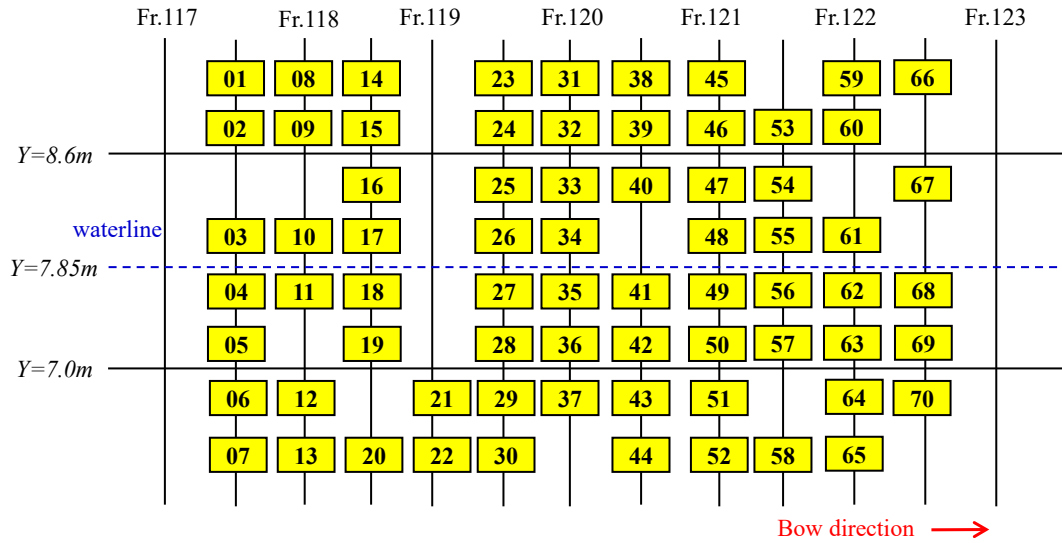 Fr.117 Fr.118 Fr.119 Fr.120 Fr.121 Fr.122 Fr.123
01 08 14 23 31 38 45 59 66
02 09 15 24 32 39 46 53 60
Y=8.6m
16 25 33 40 47 54 67
waterline
03 10 17 26 34 48 55 61
Y=7.85m
04 11 18 27 35 41 49 56 62 68
05 19 28 36 42 50 57 63 69
Y=7.0m
06 12 21 29 37 43 51 64 70
07 13 20 22 30 44 52 58 65
Bow direction